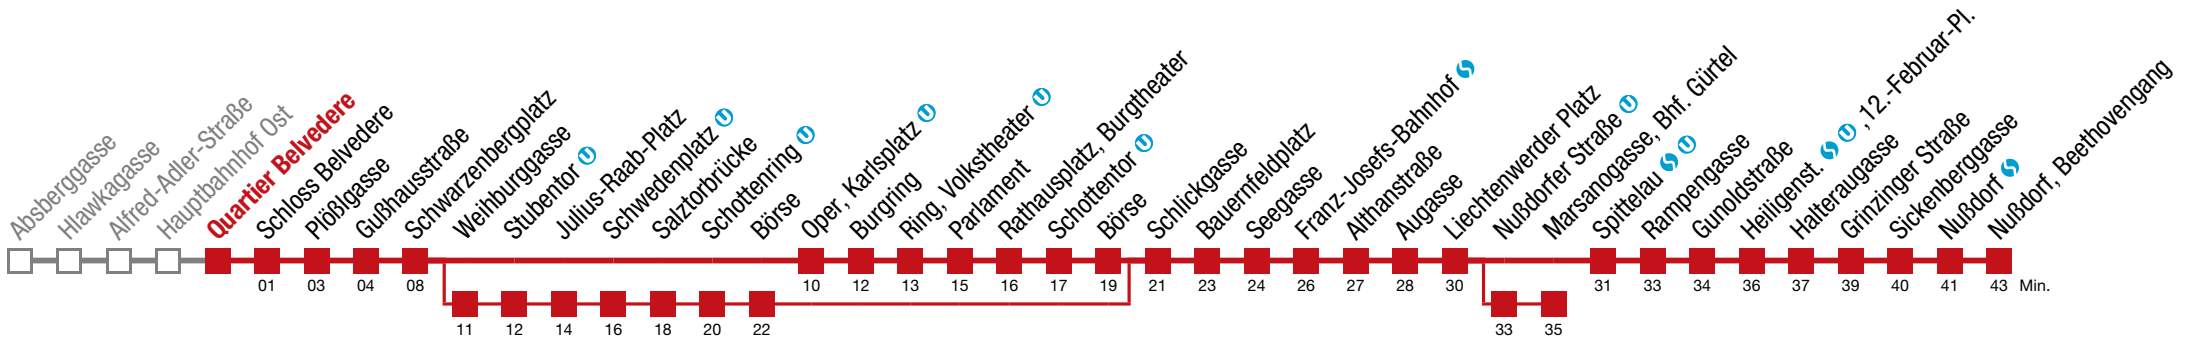 Absberggasse
Hlawkagasse
Alfred-Adler-Straße
Hauptbahnhof Ost
Quartier Belvedere
Schloss Belvedere
Plößlgasse
Gußhausstraße
Schwarzenbergplatz
Weihburggasse
Stubentor U
Julius-Raab-Platz
Schwedenplatz U
Salztorbrücke
Schottenring U
Börse
Oper, Karlsplatz U
Burgring
Ring, Volkstheater U
Parlament
Rathausplatz, Burgtheater
Schottentor U
Börse
Schlickgasse
Bauernfeldplatz
Seegasse
Franz-Josefs-Bahnhof S
Althanstraße
Augasse
Liechtenwerder Platz
Nußdorfer Straße U
Marsanogasse, Bhf. Gürtel
Spittelau S U
Rampengasse
Gunoldstraße
Heiligenst. S U , 12.-Februar-Pl.
Halteraugasse
Grinzinger Straße
Sickenberggasse
Nußdorf S
Nußdorf, Beethovengang
01 03 04 08 10 12 13 15 16 17 19 21 23 24 26 27 28 30 31 33 34 36 37 39 40 41 43 Min.
11 12 14 16 18 20 22 33 35